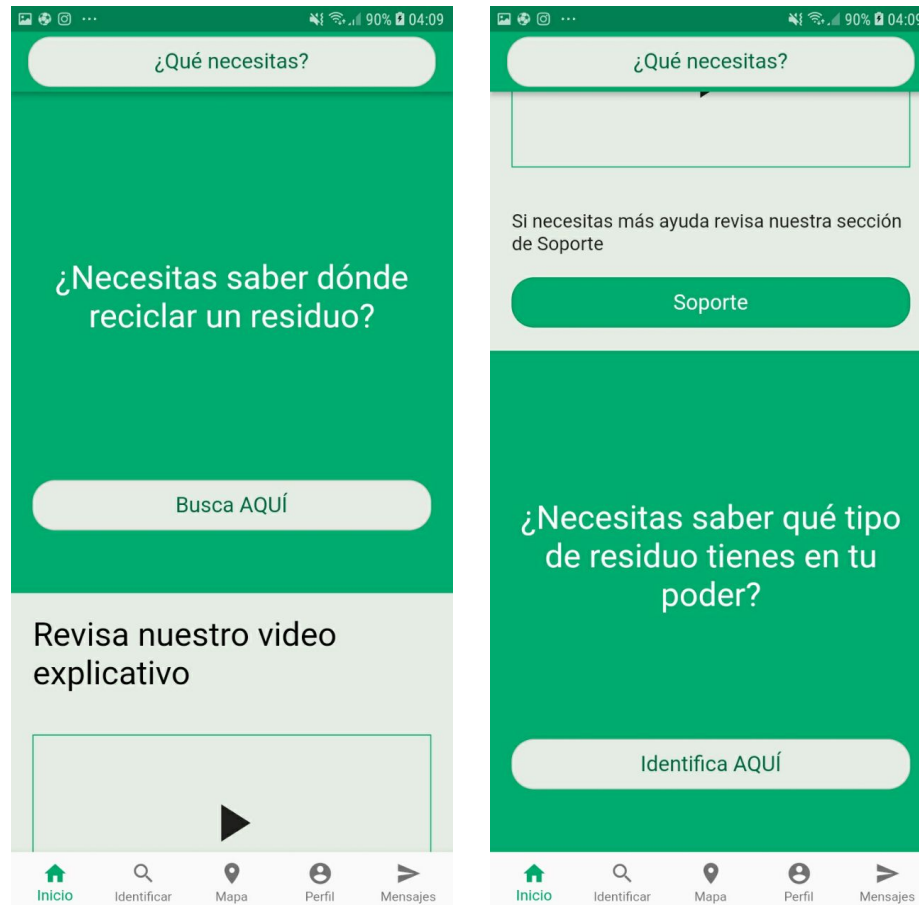 90% 04:09
¿Qué necesitas?
¿Necesitas saber dónde
reciclar un residuo?
Busca AQUÍ
Revisa nuestro video
explicativo
Inicio
Identificar
Mapa
Perfil
Mensajes
90% 04:09
¿Qué necesitas?
Si necesitas más ayuda revisa nuestra sección
de Soporte
Soporte
¿Necesitas saber qué tipo
de residuo tienes en tu
poder?
Identifica AQUÍ
Inicio
Identificar
Mapa
Perfil
Mensajes